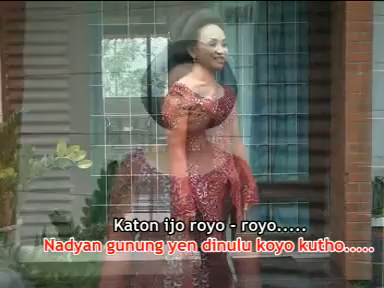 Katon ijo royo - royo.....
Nadyan gunung yen dinulu koyo kutho.....